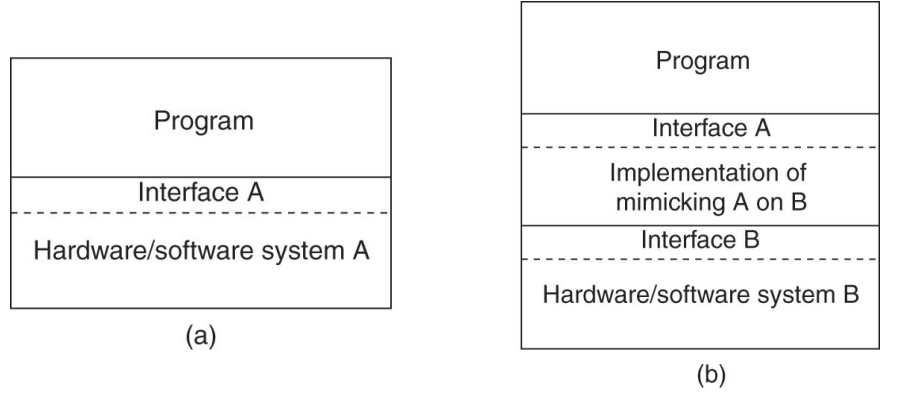 Program
Interface A
Hardware/software system A
(a)
Program
Interface A
Implementation of
mimicking A on B
Interface B
Hardware/software system B
(b)